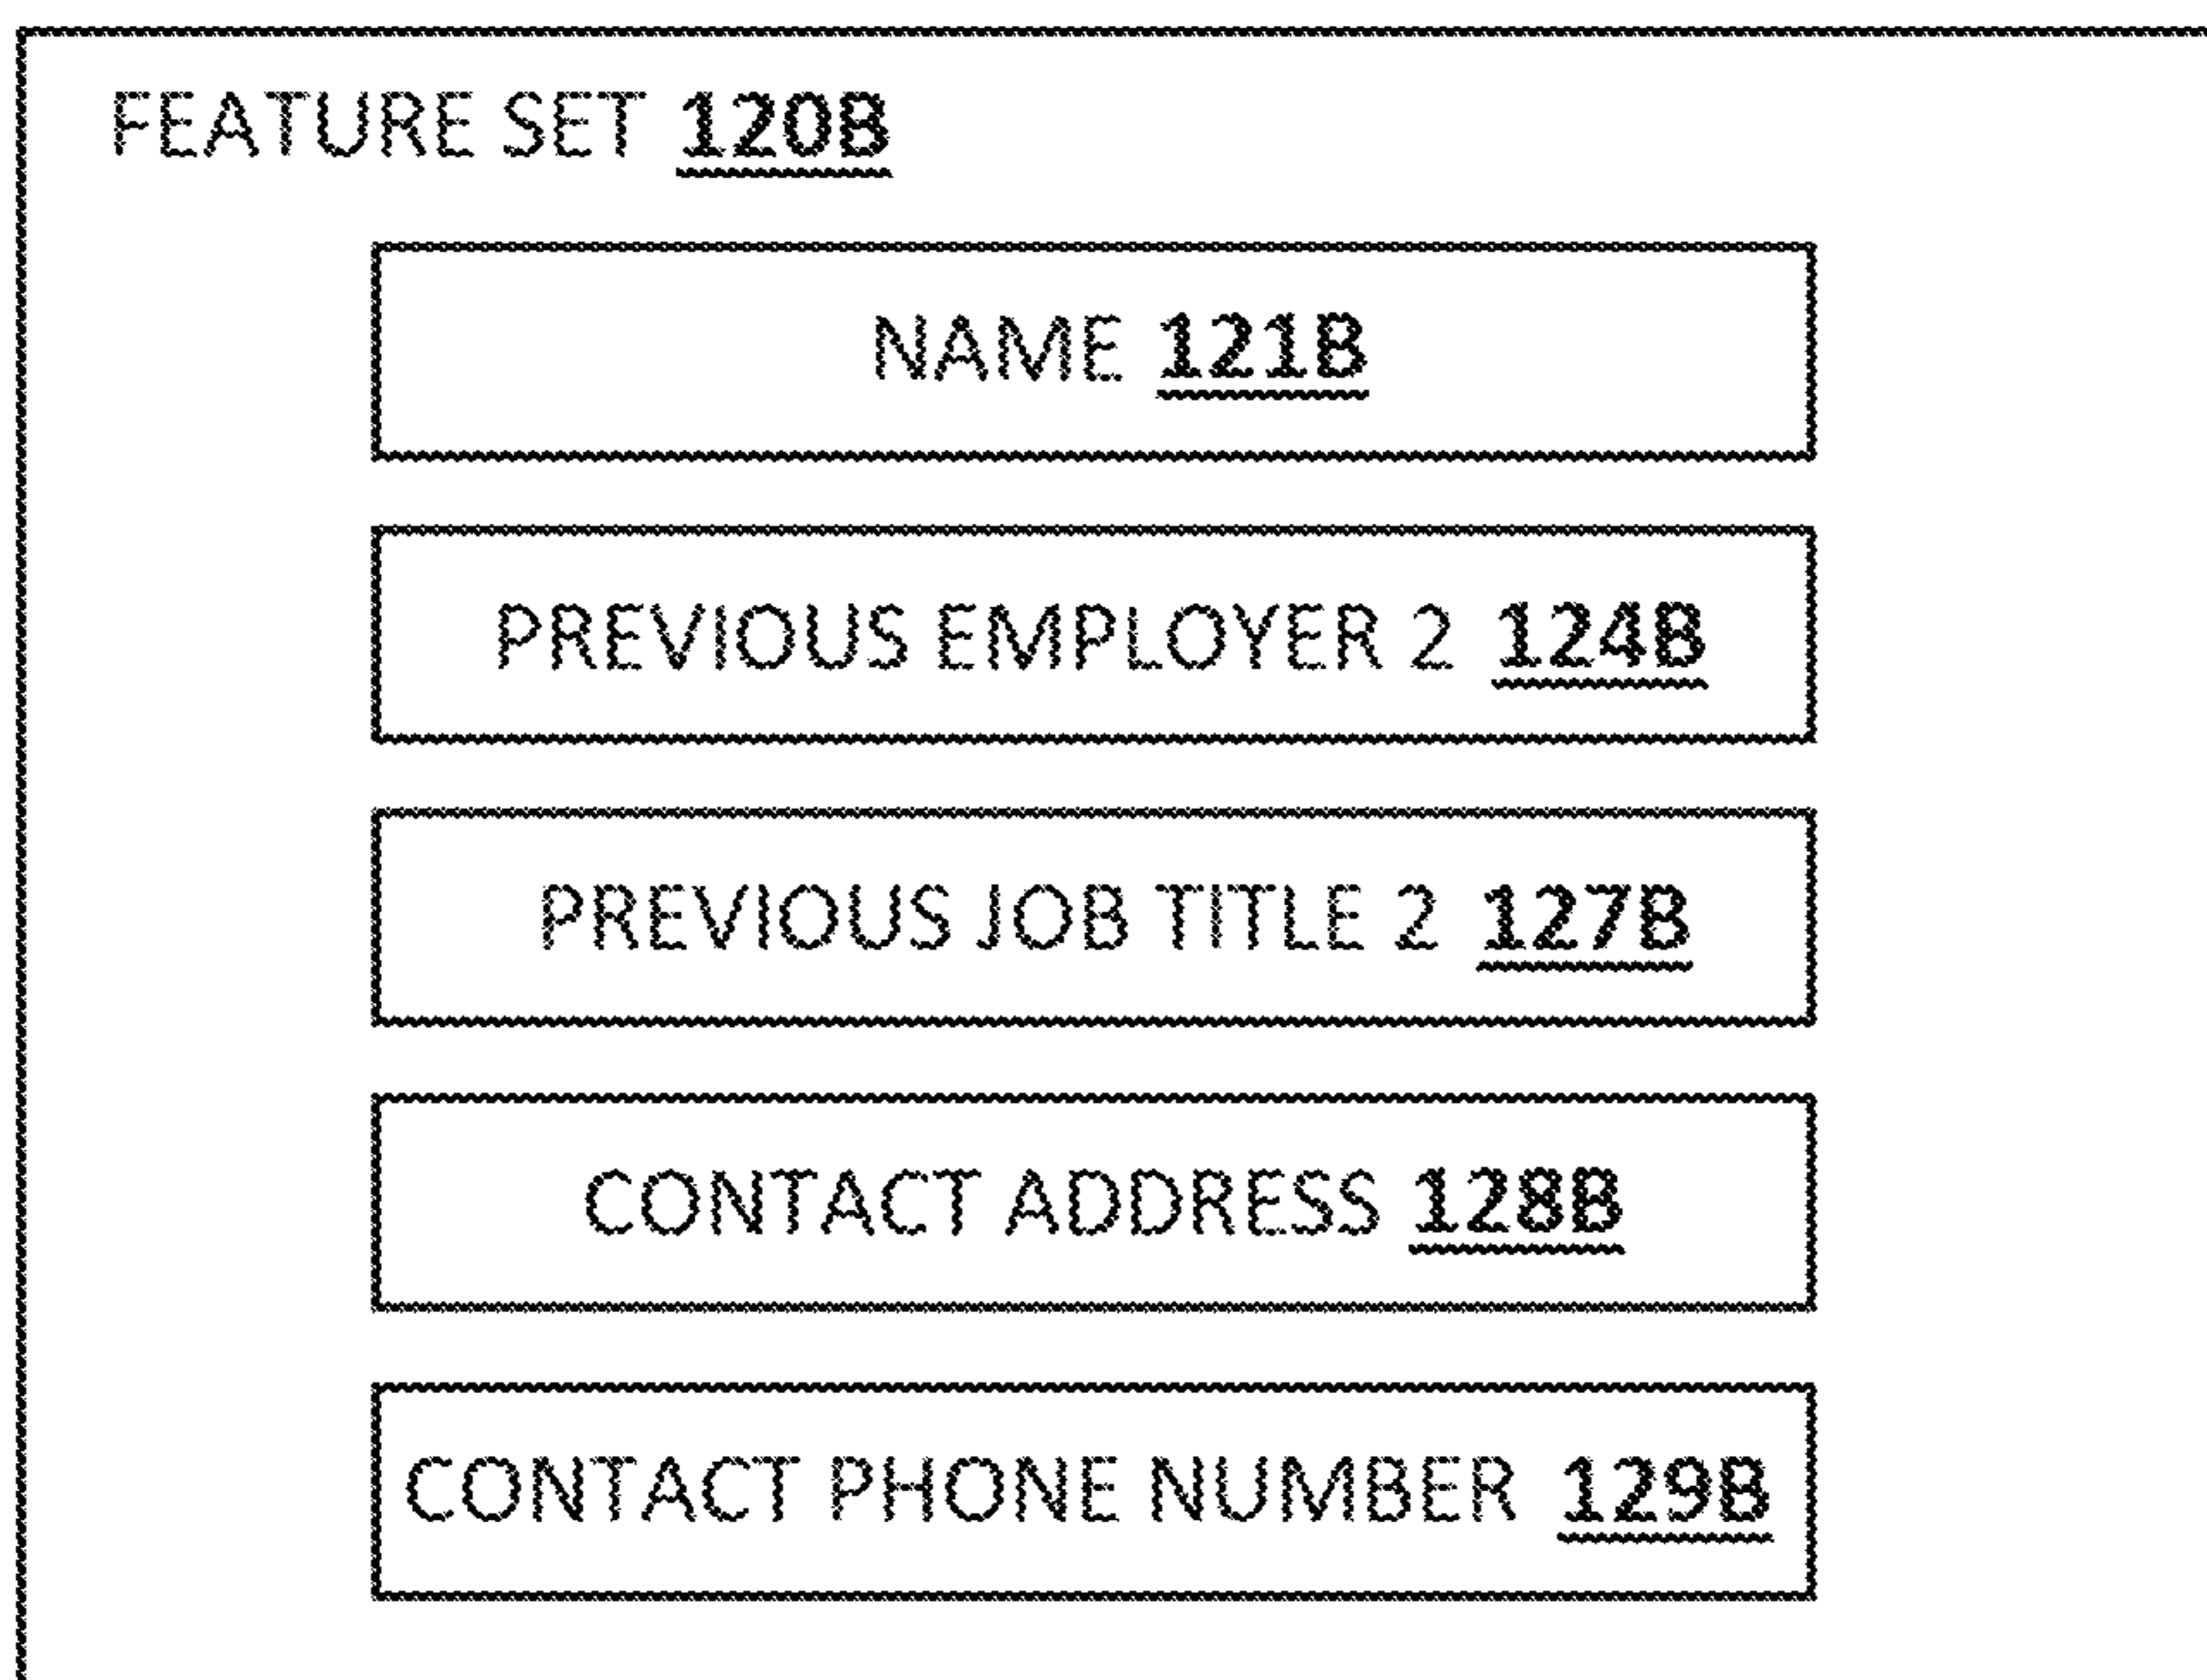 FEATURE SET 120B
NAME 121B
PREVIOUS EMPLOYER 2 124B
PREVIOUS JOB TITLE 2 127B
CONTACT ADDRESS 128B
CONTACT PHONE NUMBER 129B